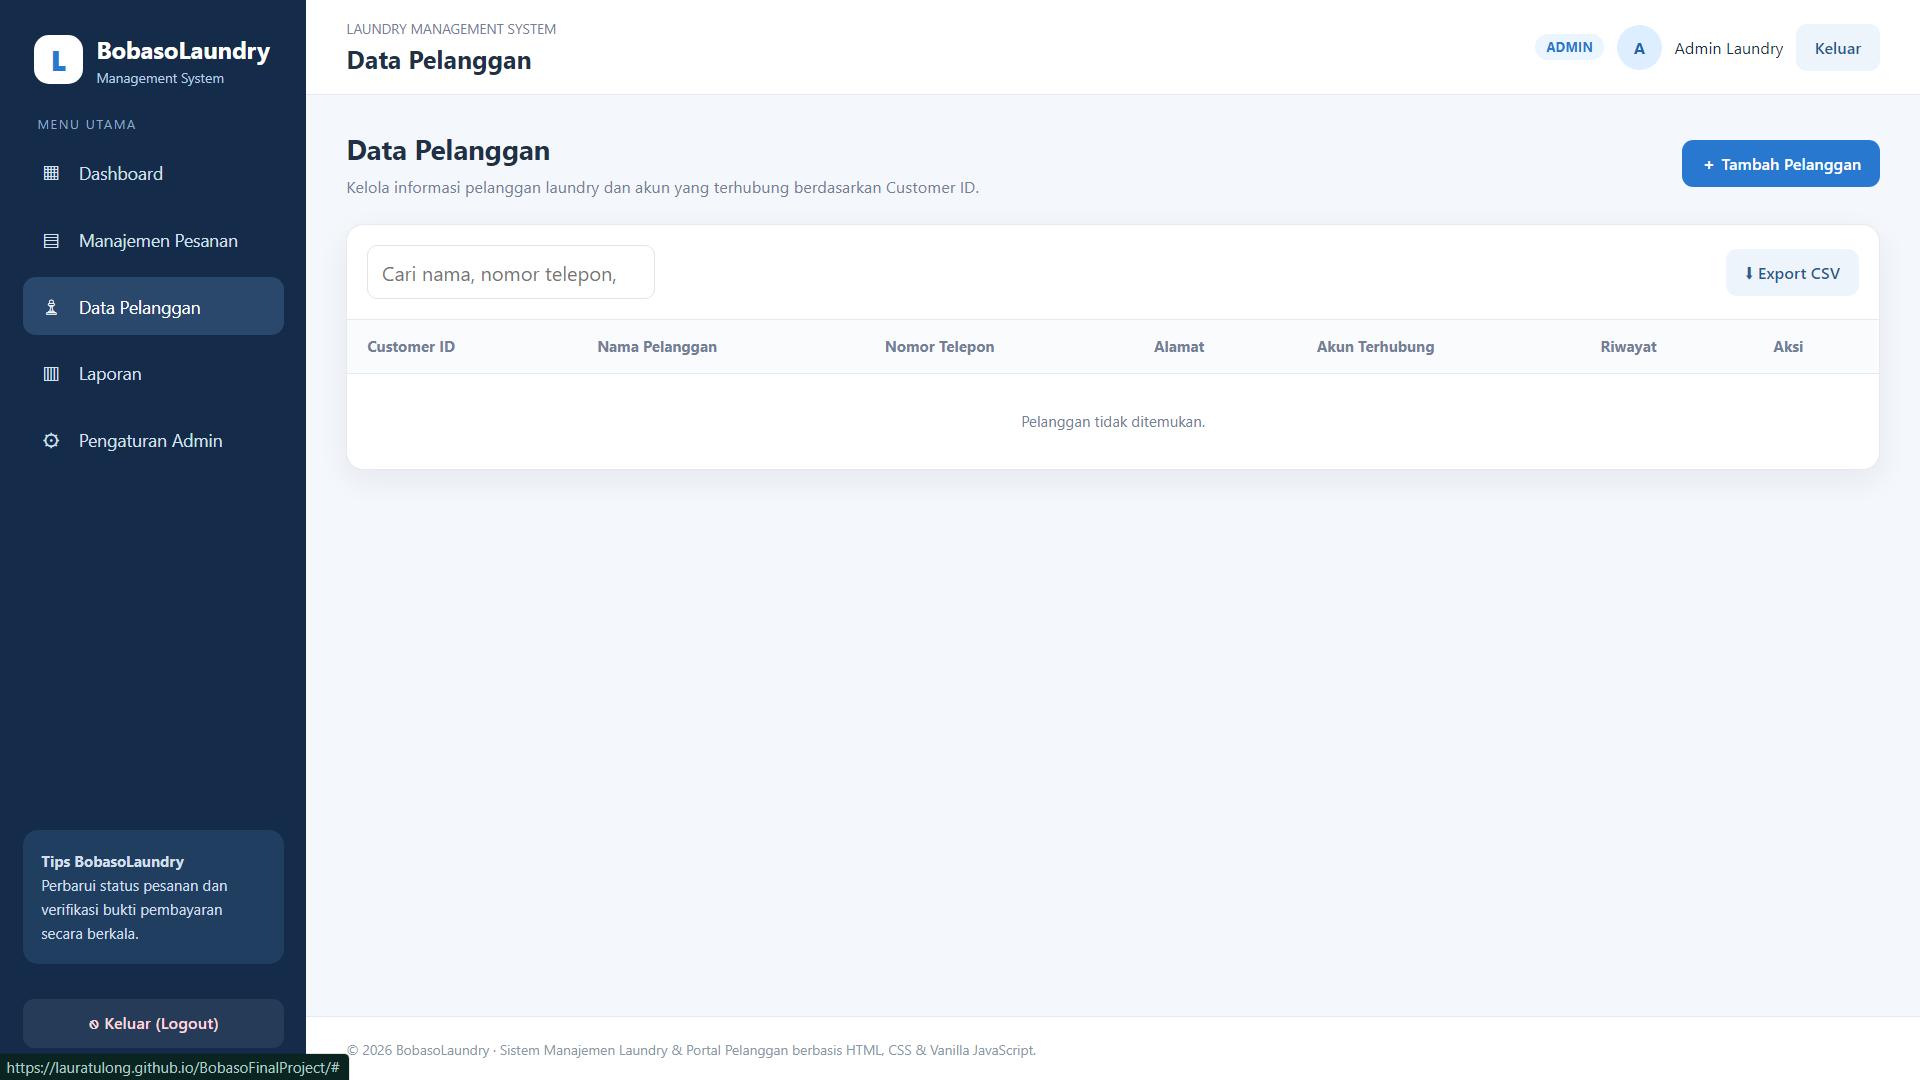 L
BobasoLaundry
Management System
MENU UTAMA
Dashboard
Manajemen Pesanan
Data Pelanggan
Laporan
Pengaturan Admin
Tips BobasoLaundry
Perbarui status pesanan dan
verifikasi bukti pembayaran
secara berkala.
Keluar (Logout)
https://lauratulong.github.io/BobasoFinalProject/#
LAUNDRY MANAGEMENT SYSTEM
Data Pelanggan
ADMIN
A
Admin Laundry
Keluar
Data Pelanggan
Kelola informasi pelanggan laundry dan akun yang terhubung berdasarkan Customer ID.
+ Tambah Pelanggan
Cari nama, nomor telepon,
⬇ Export CSV
Customer ID Nama Pelanggan Nomor Telepon Alamat Akun Terhubung Riwayat Aksi
Pelanggan tidak ditemukan.
© 2026 BobasoLaundry · Sistem Manajemen Laundry & Portal Pelanggan berbasis HTML, CSS & Vanilla JavaScript.